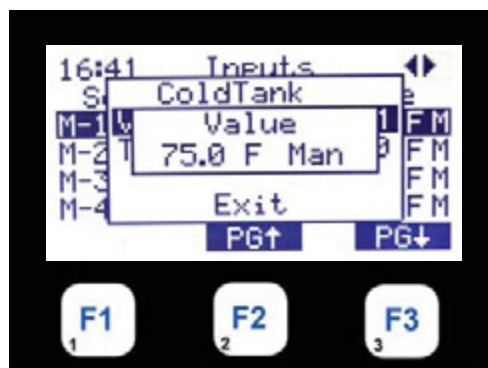 16:41 Inputs
ColdTank
M-1 Value F M
M-2 T 75.0 F Man F M
M-3 F M
M-4 Exit F M
PG↑ PG↓
F1 F2 F3
1 2 3